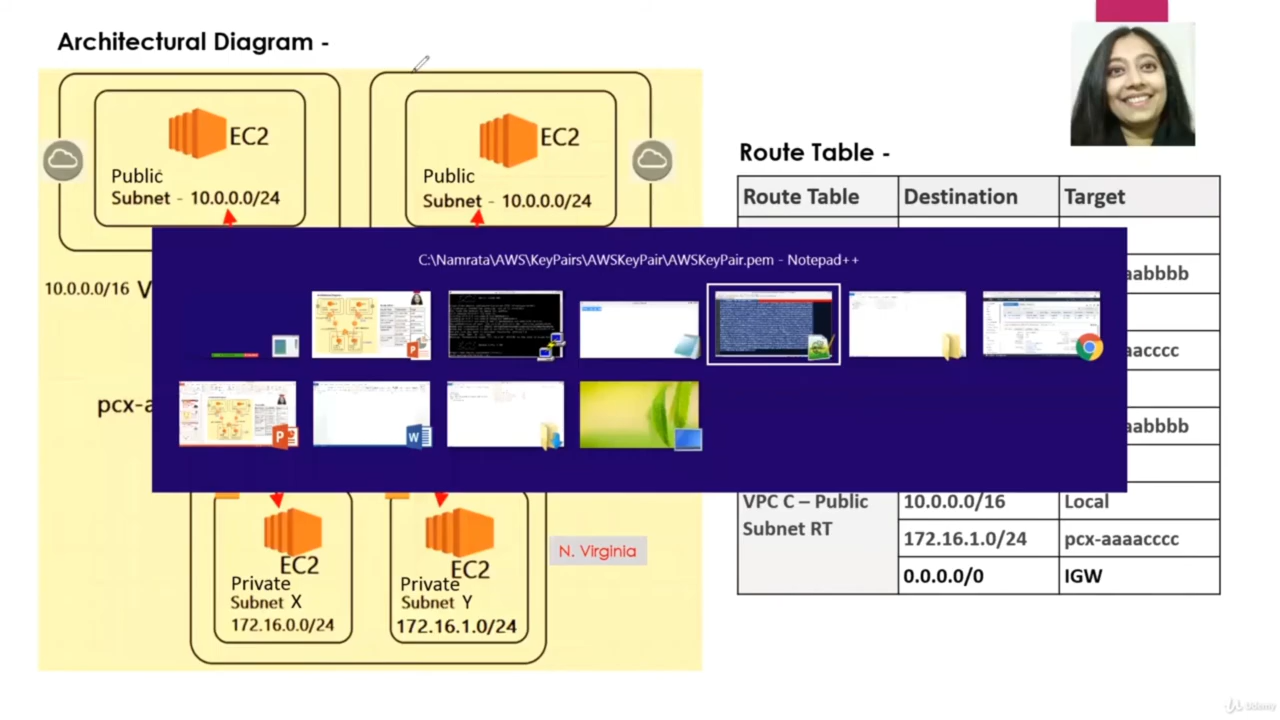 Architectural Diagram -
EC2
Public
Subnet - 10.0.0.0/24
EC2
Public
Subnet - 10.0.0.0/24
Route Table -
Route Table Destination Target
C:\Namrata\AWS\KeyPairs\AWSKeyPair\AWSKeyPair.pem - Notepad++
aabbbb
10.0.0.0/16 V
aacccc
pcx-a
aabbbb
VPC C – Public
Subnet RT
10.0.0.0/16 Local
172.16.1.0/24 pcx-aaaacccc
0.0.0.0/0 IGW
EC2
Private
Subnet X
172.16.0.0/24
EC2
Private
Subnet Y
172.16.1.0/24
N. Virginia
Udemy